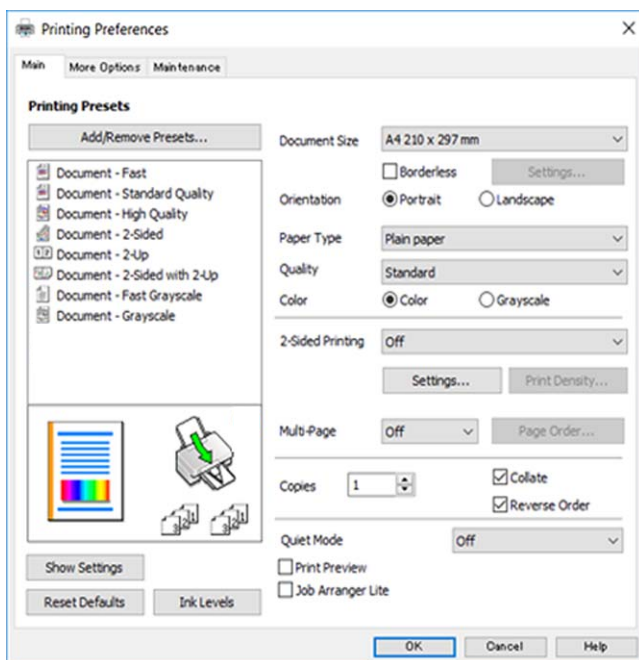 Printing Preferences
Main More Options Maintenance
Printing Presets
Add/Remove Presets...
Document - Fast
Document - Standard Quality
Document - High Quality
Document - 2-Sided
Document - 2-Up
Document - 2-Sided with 2-Up
Document - Fast Grayscale
Document - Grayscale
Show Settings
Reset Defaults Ink Levels
Document Size A4 210 x 297 mm
Borderless Settings...
Orientation Portrait Landscape
Paper Type Plain paper
Quality Standard
Color Color Grayscale
2-Sided Printing Off
Settings... Print Density...
Multi-Page Off Page Order...
Copies 1 Collate
Reverse Order
Quiet Mode Off
Print Preview
Job Arranger Lite
OK Cancel Help